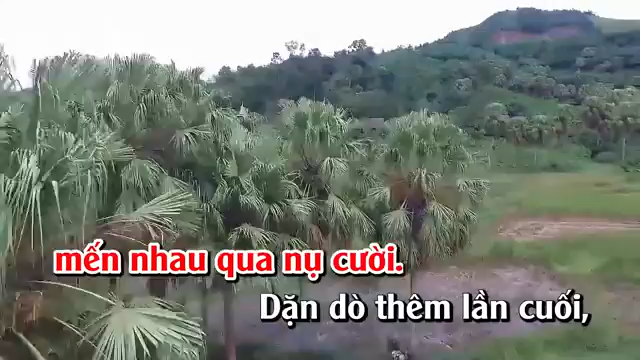 mến nhau qua nụ cười.
Dặn dò thêm lần cuối,